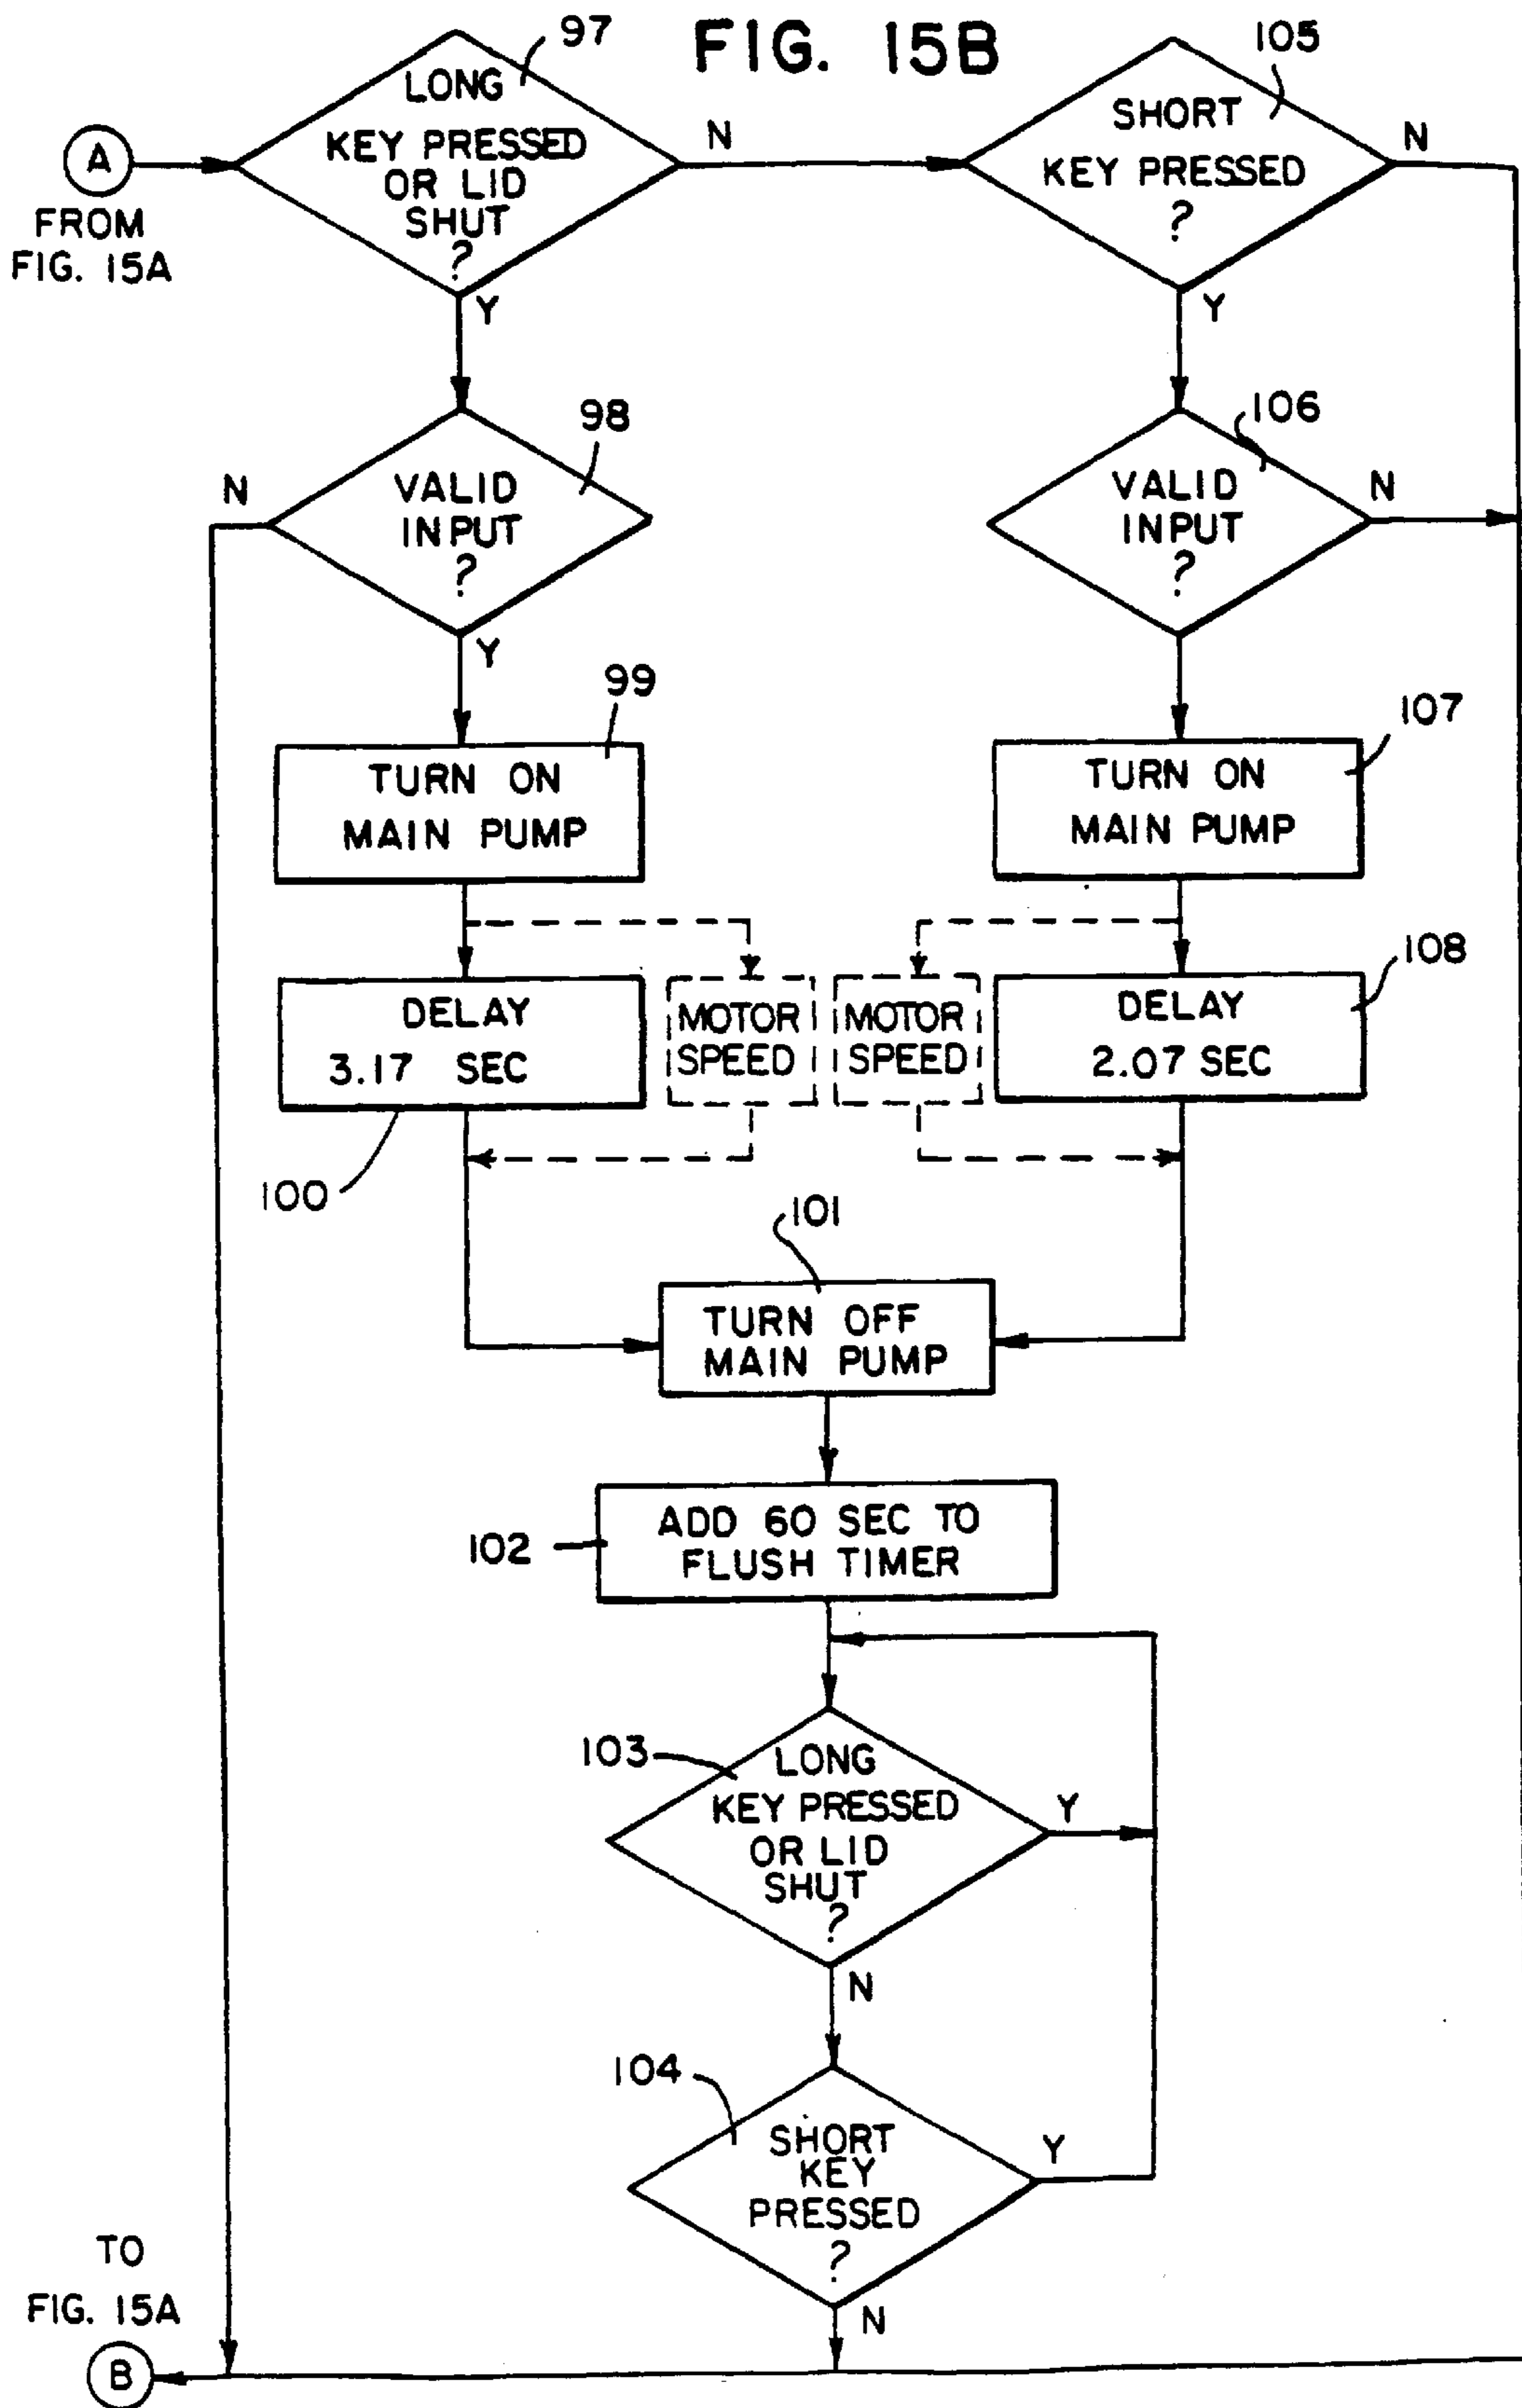 FIG. 15B
97
LONG
KEY PRESSED
OR LID
SHUT
?
N
Y
A
FROM
FIG. 15A
105
SHORT
KEY PRESSED
?
N
Y
98
VALID
INPUT
?
N
Y
106
VALID
INPUT
?
N
99
TURN ON
MAIN PUMP
107
TURN ON
MAIN PUMP
DELAY
3.17 SEC
100
MOTOR
SPEED
MOTOR
SPEED
108
DELAY
2.07 SEC
101
TURN OFF
MAIN PUMP
102
ADD 60 SEC TO
FLUSH TIMER
103
LONG
KEY PRESSED
OR LID
SHUT
?
Y
N
104
SHORT
KEY
PRESSED
?
Y
N
TO
FIG. 15A
B